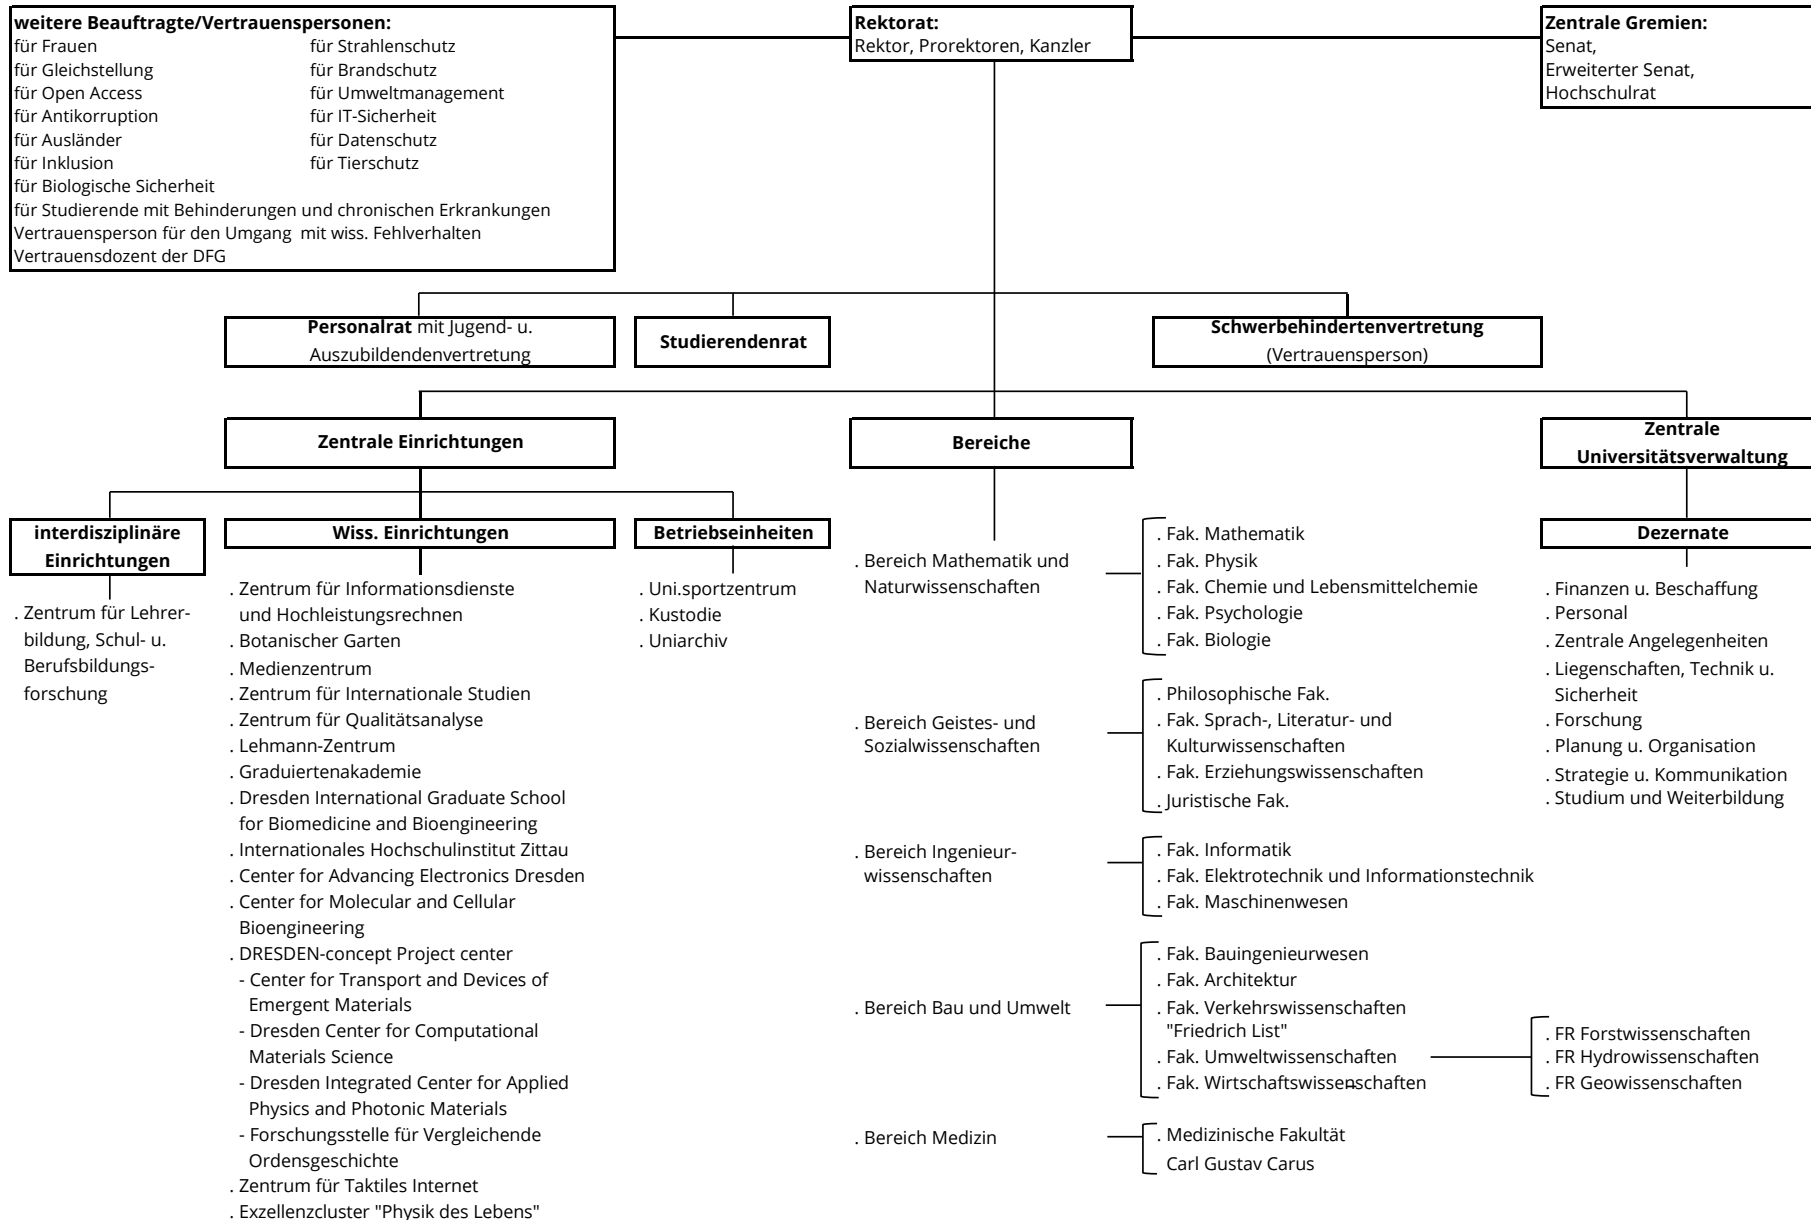 weitere Beauftragte/Vertrauenspersonen:
für Frauen
für Strahlenschutz
für Gleichstellung
für Brandschutz
für Open Access
für Umweltmanagement
für Antikorruption
für IT-Sicherheit
für Ausländer
für Datenschutz
für Inklusion
für Tierschutz
für Biologische Sicherheit
für Studierende mit Behinderungen und chronischen Erkrankungen
Vertrauensperson für den Umgang mit wiss. Fehlverhalten
Vertrauensdozent der DFG
Rektorat:
Rektor, Prorektoren, Kanzler
Zentrale Gremien:
Senat,
Erweiterter Senat,
Hochschulrat
Personalrat mit Jugend- u.
Auszubildendenvertretung
Studierendenrat
Schwerbehindertenvertretung
(Vertrauensperson)
Zentrale Einrichtungen
Bereiche
Zentrale
Universitätsverwaltung
interdisziplinäre
Einrichtungen
. Zentrum für Lehrer-
bildung, Schul- u.
Berufsbildungs-
forschung
Wiss. Einrichtungen
. Zentrum für Informationsdienste
und Hochleistungsrechnen
. Botanischer Garten
. Medienzentrum
. Zentrum für Internationale Studien
. Zentrum für Qualitätsanalyse
. Lehmann-Zentrum
. Graduiertenakademie
. Dresden International Graduate School
for Biomedicine and Bioengineering
. Internationales Hochschulinstitut Zittau
. Center for Advancing Electronics Dresden
. Center for Molecular and Cellular
Bioengineering
. DRESDEN-concept Project center
- Center for Transport and Devices of
Emergent Materials
- Dresden Center for Computational
Materials Science
- Dresden Integrated Center for Applied
Physics and Photonic Materials
- Forschungsstelle für Vergleichende
Ordensgeschichte
. Zentrum für Taktiles Internet
. Exzellenzcluster "Physik des Lebens"
Betriebseinheiten
. Uni.sportzentrum
. Kustodie
. Uniarchiv
. Bereich Mathematik und
Naturwissenschaften
. Fak. Mathematik
. Fak. Physik
. Fak. Chemie und Lebensmittelchemie
. Fak. Psychologie
. Fak. Biologie
. Bereich Geistes- und
Sozialwissenschaften
. Philosophische Fak.
. Fak. Sprach-, Literatur- und
Kulturwissenschaften
. Fak. Erziehungswissenschaften
. Juristische Fak.
. Bereich Ingenieur-
wissenschaften
. Fak. Informatik
. Fak. Elektrotechnik und Informationstechnik
. Fak. Maschinenwesen
. Bereich Bau und Umwelt
. Fak. Bauingenieurwesen
. Fak. Architektur
. Fak. Verkehrswissenschaften
"Friedrich List"
. Fak. Umweltwissenschaften
. Fak. Wirtschaftswissenschaften
. FR Forstwissenschaften
. FR Hydrowissenschaften
. FR Geowissenschaften
. Bereich Medizin
. Medizinische Fakultät
Carl Gustav Carus
Dezernate
. Finanzen u. Beschaffung
. Personal
. Zentrale Angelegenheiten
. Liegenschaften, Technik u.
Sicherheit
. Forschung
. Planung u. Organisation
. Strategie u. Kommunikation
. Studium und Weiterbildung